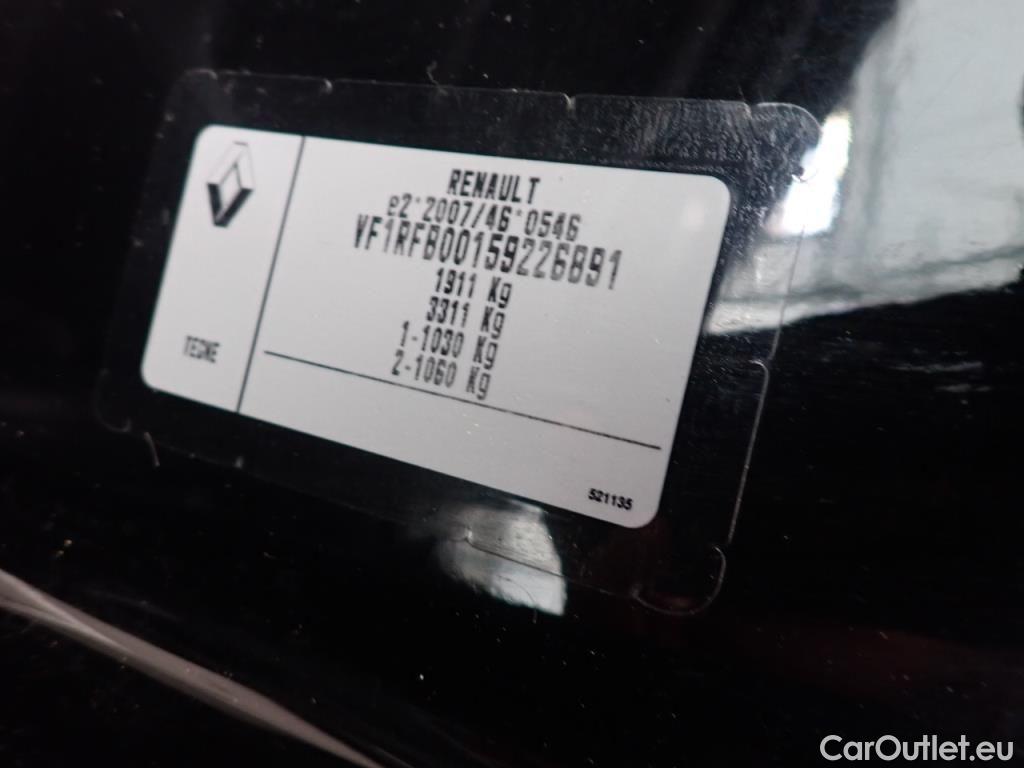 RENAULT
e2*2007/46*0546
VF1RFB00159226891
1911 Kg
3311 Kg
1-1030 Kg
2-1060 Kg
521135
CarOutlet.eu